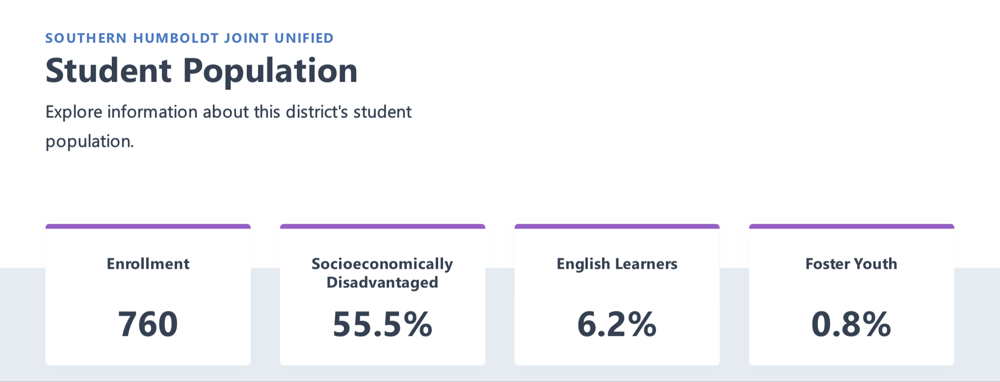 SOUTHERN HUMBOLDT JOINT UNIFIED
Student Population
Explore information about this district's student
population.
Enrollment
760
Socioeconomically
Disadvantaged
55.5%
English Learners
6.2%
Foster Youth
0.8%